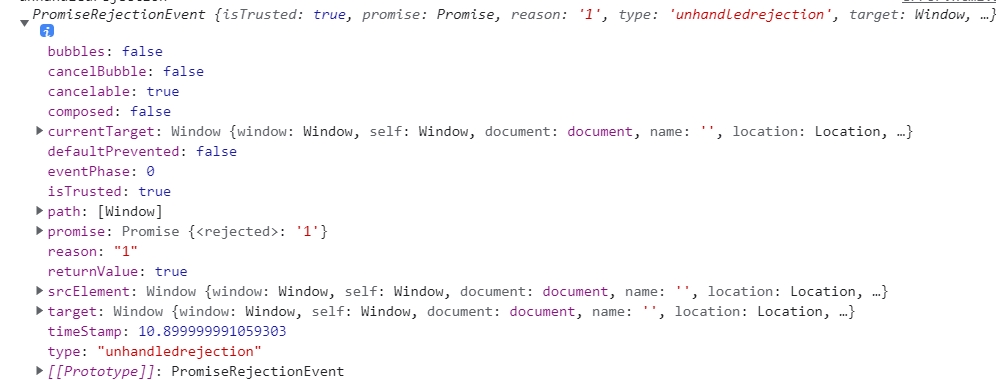 PromiseRejectionEvent {isTrusted: true, promise: Promise, reason: '1', type: 'unhandledrejection', target: Window, …}
i
bubbles: false
cancelBubble: false
cancelable: true
composed: false
currentTarget: Window {window: Window, self: Window, document: document, name: '', location: Location, …}
defaultPrevented: false
eventPhase: 0
isTrusted: true
path: [Window]
promise: Promise {<rejected>: '1'}
reason: "1"
returnValue: true
srcElement: Window {window: Window, self: Window, document: document, name: '', location: Location, …}
target: Window {window: Window, self: Window, document: document, name: '', location: Location, …}
timeStamp: 10.899999991059303
type: "unhandledrejection"
[[Prototype]]: PromiseRejectionEvent